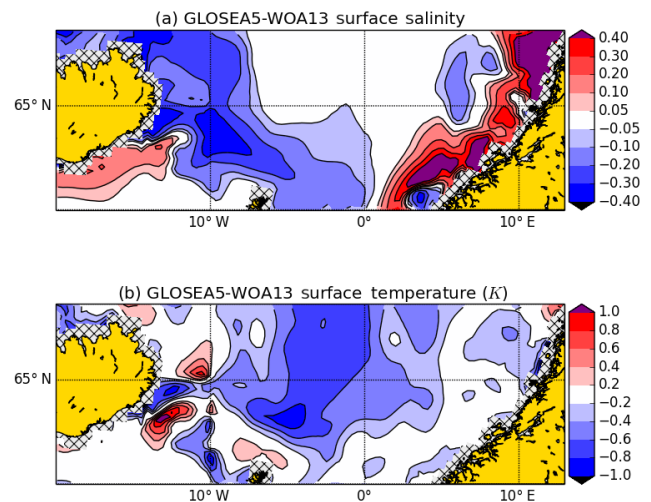 (a) GLOSEA5-WOA13 surface salinity
65° N
10° W
0°
10° E
0.40
0.30
0.20
0.10
0.05
−0.05
−0.10
−0.20
−0.30
−0.40
(b) GLOSEA5-WOA13 surface temperature (K)
65° N
10° W
0°
10° E
1.0
0.8
0.6
0.4
0.2
−0.2
−0.4
−0.6
−0.8
−1.0